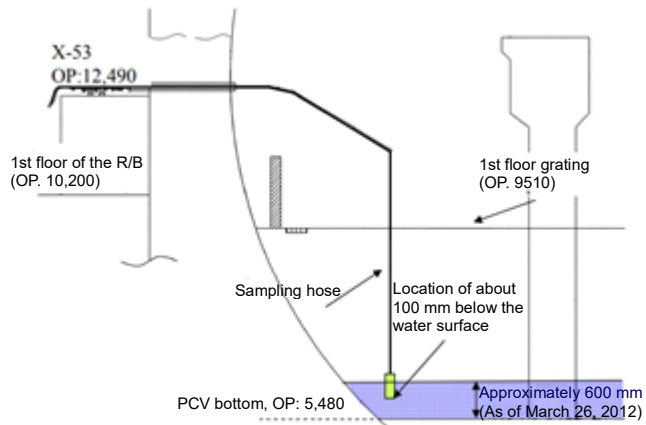 X-53
OP:12,490
1st floor of the R/B
(OP. 10,200)
1st floor grating
(OP. 9510)
Sampling hose
Location of about
100 mm below the
water surface
PCV bottom, OP: 5,480
Approximately 600 mm
(As of March 26, 2012)